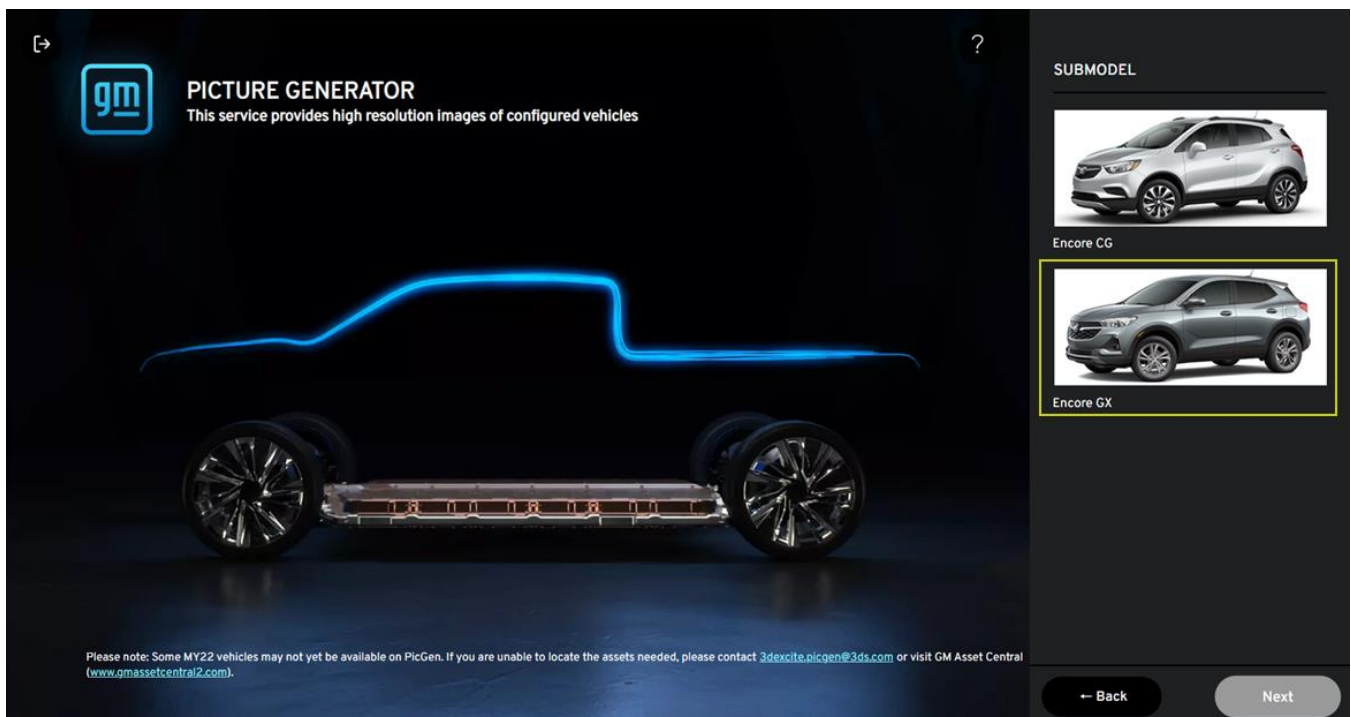 gm
PICTURE GENERATOR
This service provides high resolution images of configured vehicles
?
Please note: Some MY22 vehicles may not yet be available on PicGen. If you are unable to locate the assets needed, please contact 3dexcite.picgen@3ds.com or visit GM Asset Central
(www.gmassetcentral2.com).
SUBMODEL
Encore CG
Encore GX
← Back
Next